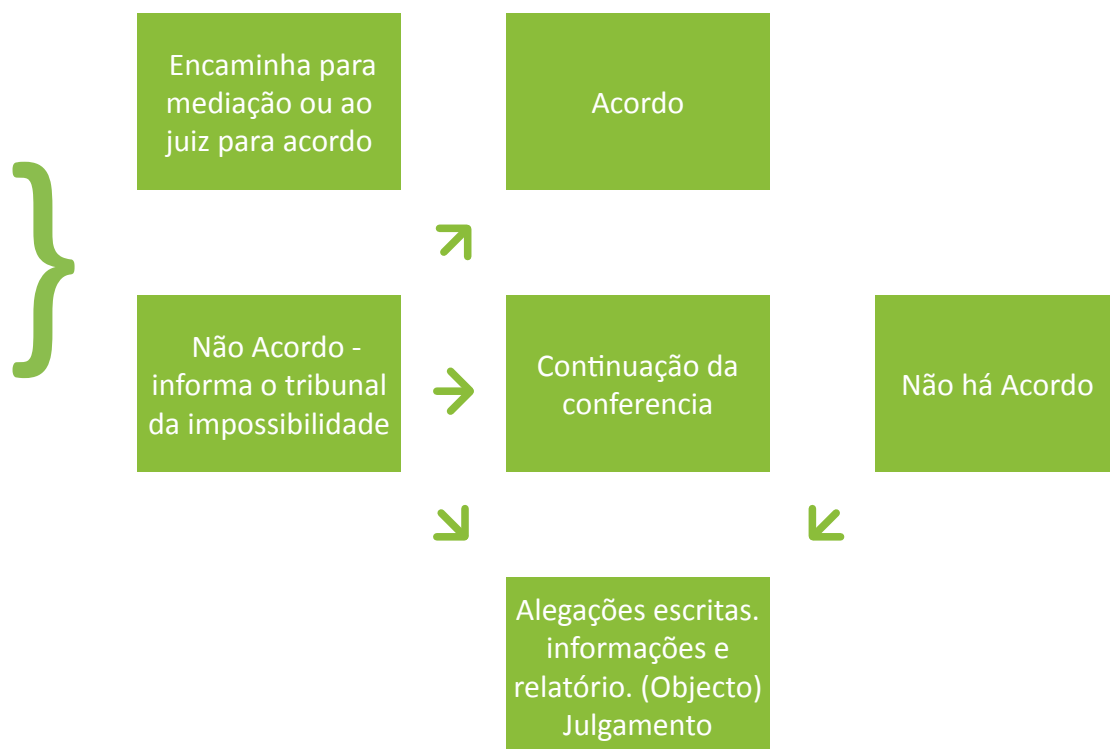 Encaminha para
mediação ou ao
juiz para acordo
Acordo
Não Acordo -
informa o tribunal
da impossibilidade
Continuação da
conferencia
Não há Acordo
Alegações escritas.
informações e
relatório. (Objecto)
Julgamento